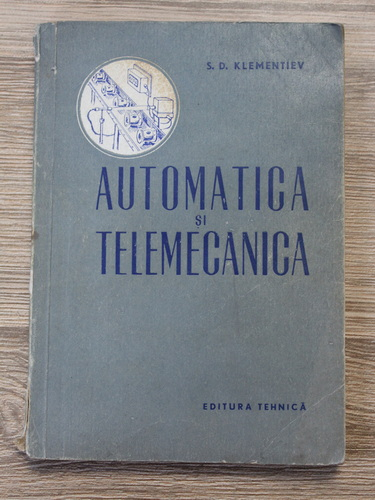 S. D. KLEMENTIEV
AUTOMATICA
ȘI
TELEMECANICA
EDITURA TEHNICĂ